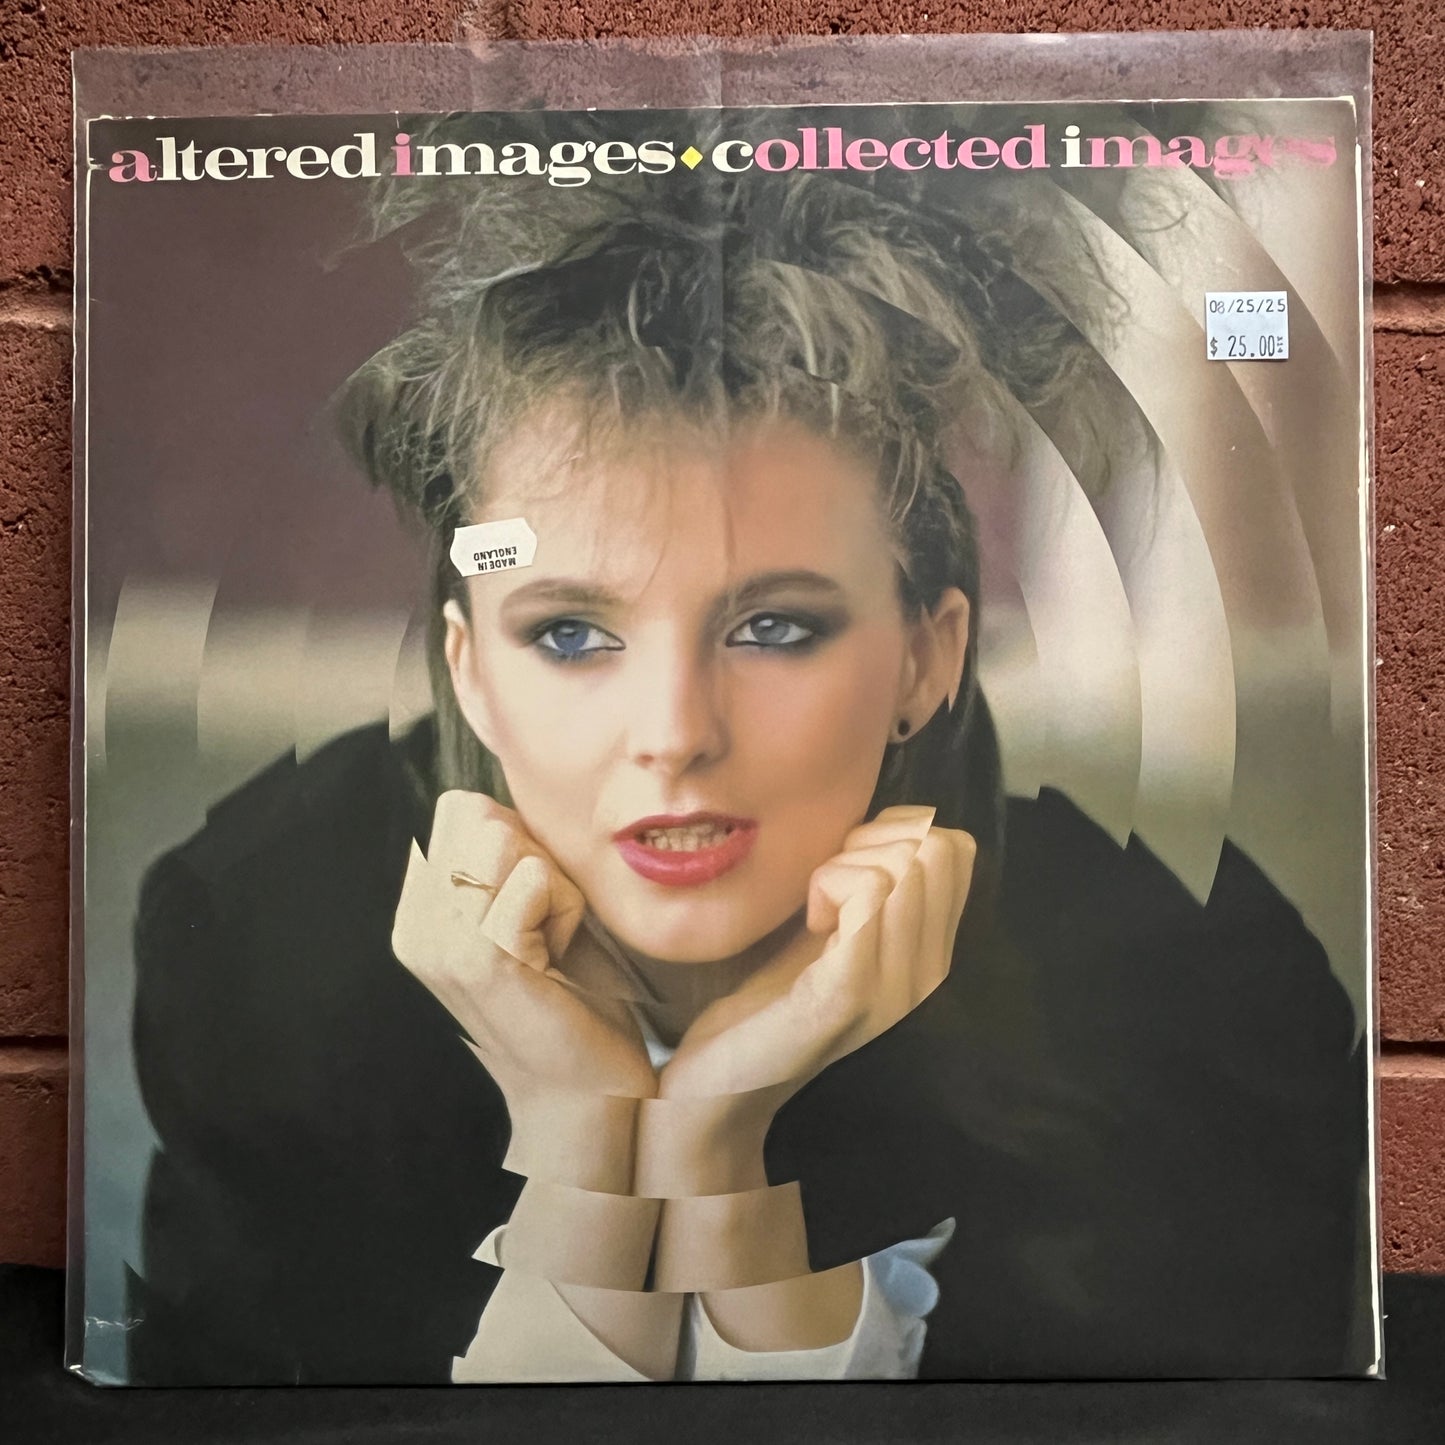 altered images ⬥ collected images
08/25/25
$ 25.00
MADE IN
ENGLAND